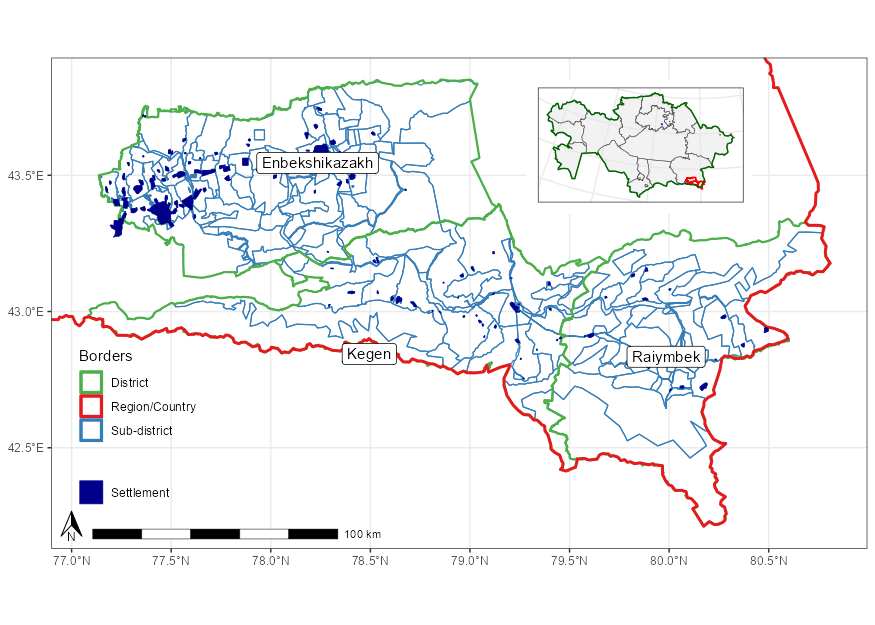 Enbekshikazakh
43.5°E
43.0°E
Kegen
Raiymbek
Borders
District
Region/Country
Sub-district
42.5°E
Settlement
N
100 km
77.0°N 77.5°N 78.0°N 78.5°N 79.0°N 79.5°N 80.0°N 80.5°N